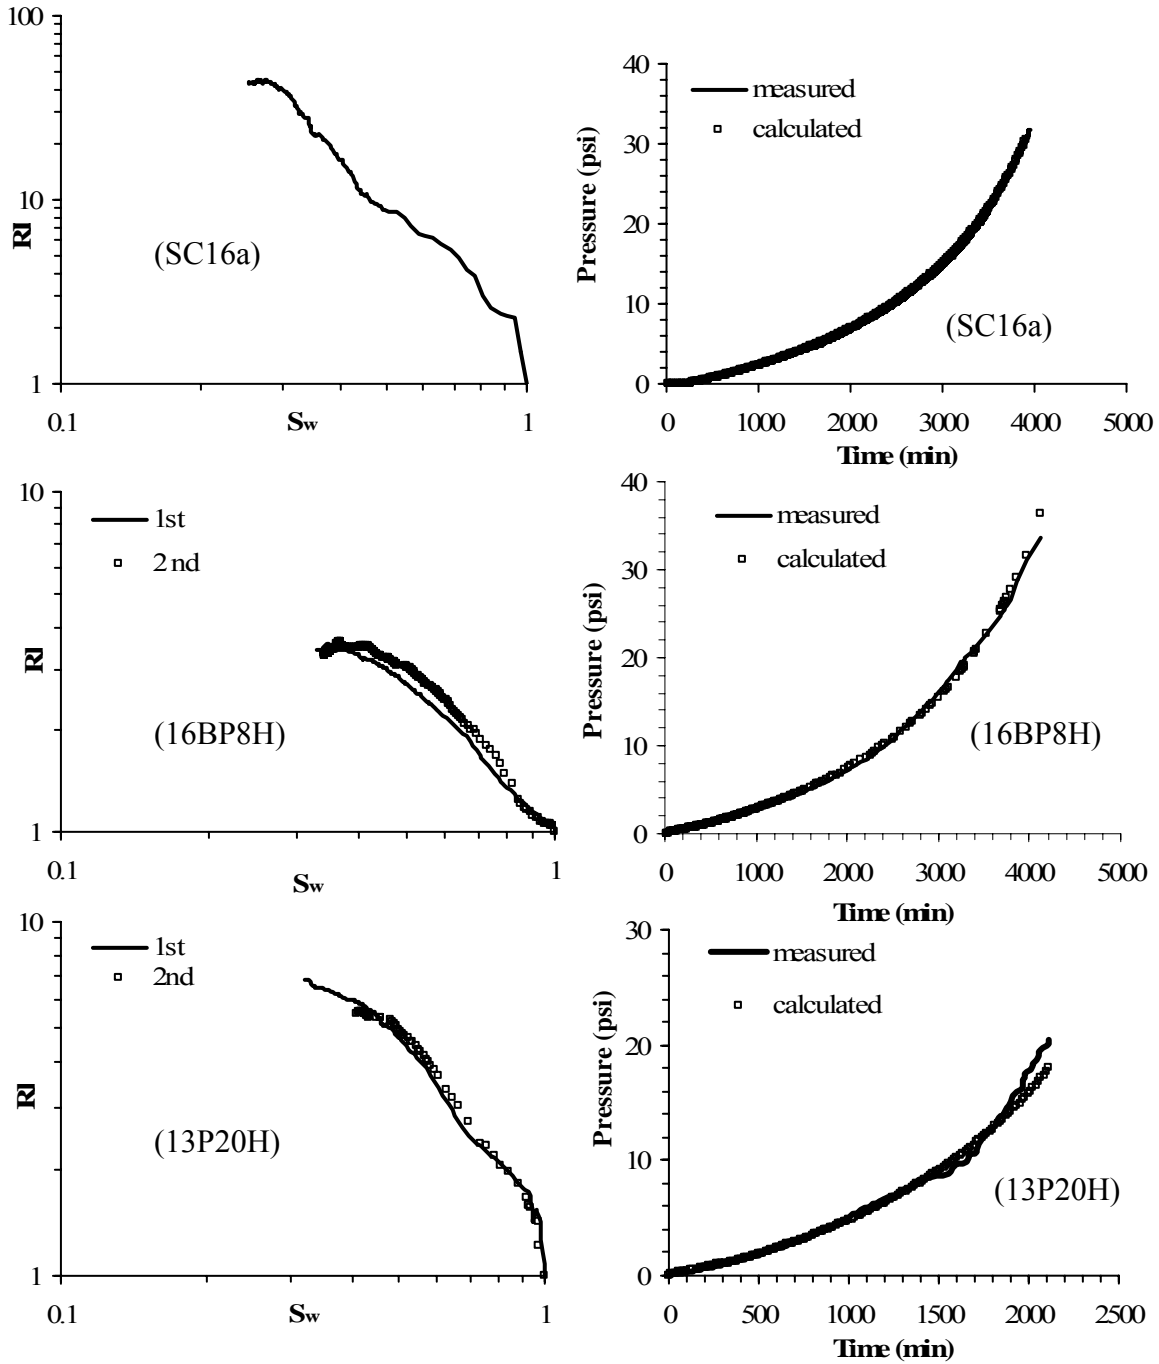 100
10
1
RI
(SC16a)
0.1
1
Sw
40
30
20
10
0
Pressure (psi)
measured
calculated
(SC16a)
0
1000
2000
3000
4000
5000
Time (min)
10
1
RI
1st
2nd
(16BP8H)
0.1
1
Sw
40
30
20
10
0
Pressure (psi)
measured
calculated
(16BP8H)
0
1000
2000
3000
4000
5000
Time (min)
10
1
RI
1st
2nd
(13P20H)
0.1
1
Sw
30
20
10
0
Pressure (psi)
measured
calculated
(13P20H)
0
500
1000
1500
2000
2500
Time (min)